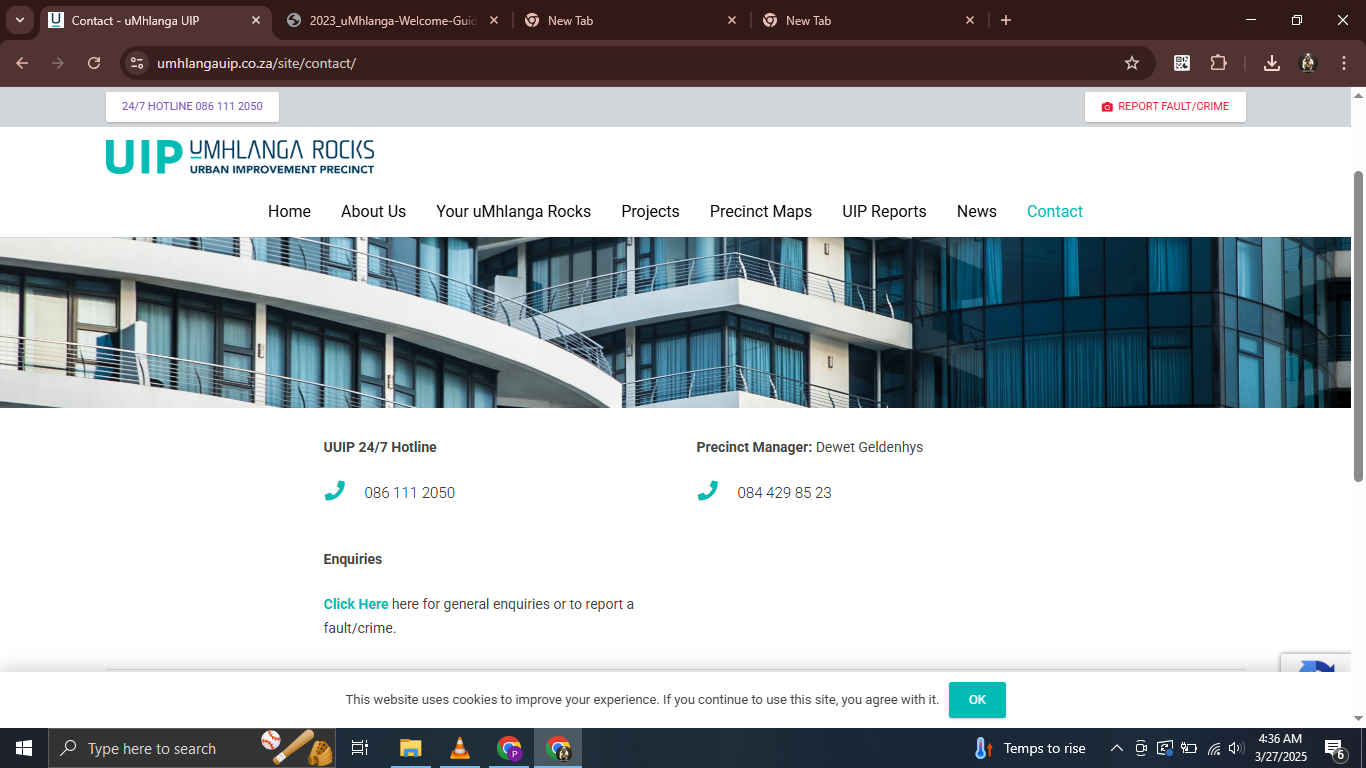 Contact - uMhlanga UIP
2023_uMhlanga-Welcome-Guid
New Tab
New Tab
umhlangauip.co.za/site/contact/
24/7 HOTLINE 086 111 2050
REPORT FAULT/CRIME
UIP UMHLANGA ROCKS
URBAN IMPROVEMENT PRECINCT
Home About Us Your uMhlanga Rocks Projects Precinct Maps UIP Reports News Contact
UUIP 24/7 Hotline
Precinct Manager: Dewet Geldenhys
086 111 2050
084 429 85 23
Enquiries
Click Here here for general enquiries or to report a
fault/crime.
This website uses cookies to improve your experience. If you continue to use this site, you agree with it. OK
Type here to search
Temps to rise
4:36 AM
3/27/2025
6